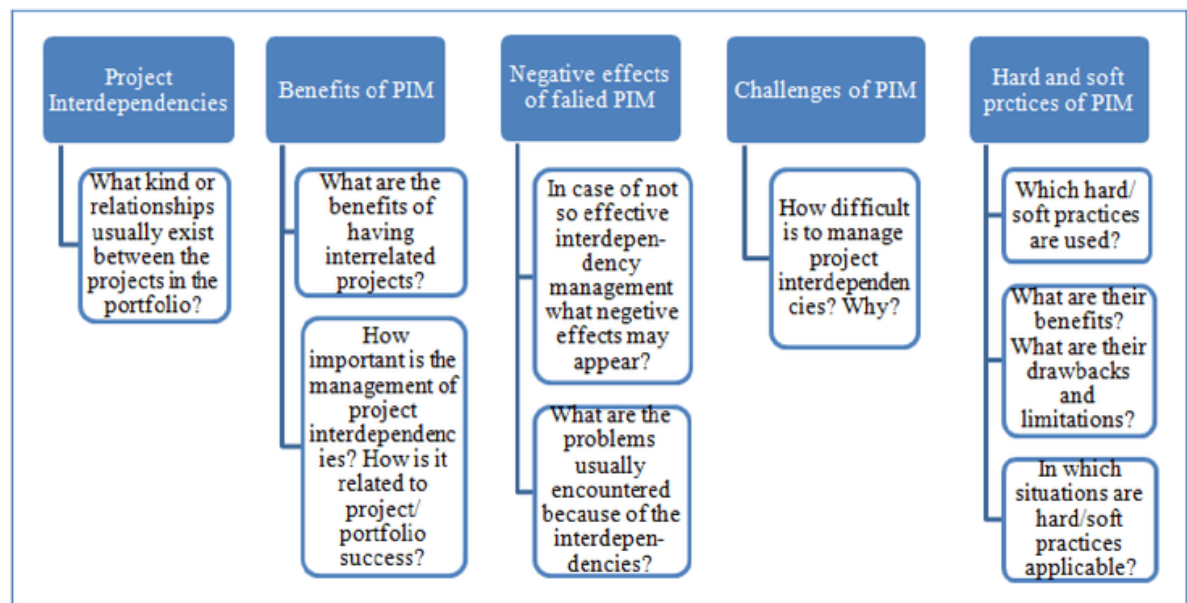 Project
Interdependencies
What kind or
relationships
usually exist
between the
projects in the
portfolio?
Benefits of PIM
What are the
benefits of
having
interrelated
projects?
How
important is the
management of
project
interdependenc
ies? How is it
related to
project/
portfolio
success?
Negative effects
of falied PIM
In case of not
so effective
interdepen-
dency
management
what negetive
effects may
appear?
What are the
problems
usually
encountered
because of the
interdepen-
dencies?
Challenges of PIM
How difficult
is to manage
project
interdependen
cies? Why?
Hard and soft
prctices of PIM
Which hard/
soft practices
are used?
What are their
benefits?
What are their
drawbacks
and
limitations?
In which
situations are
hard/soft
practices
applicable?